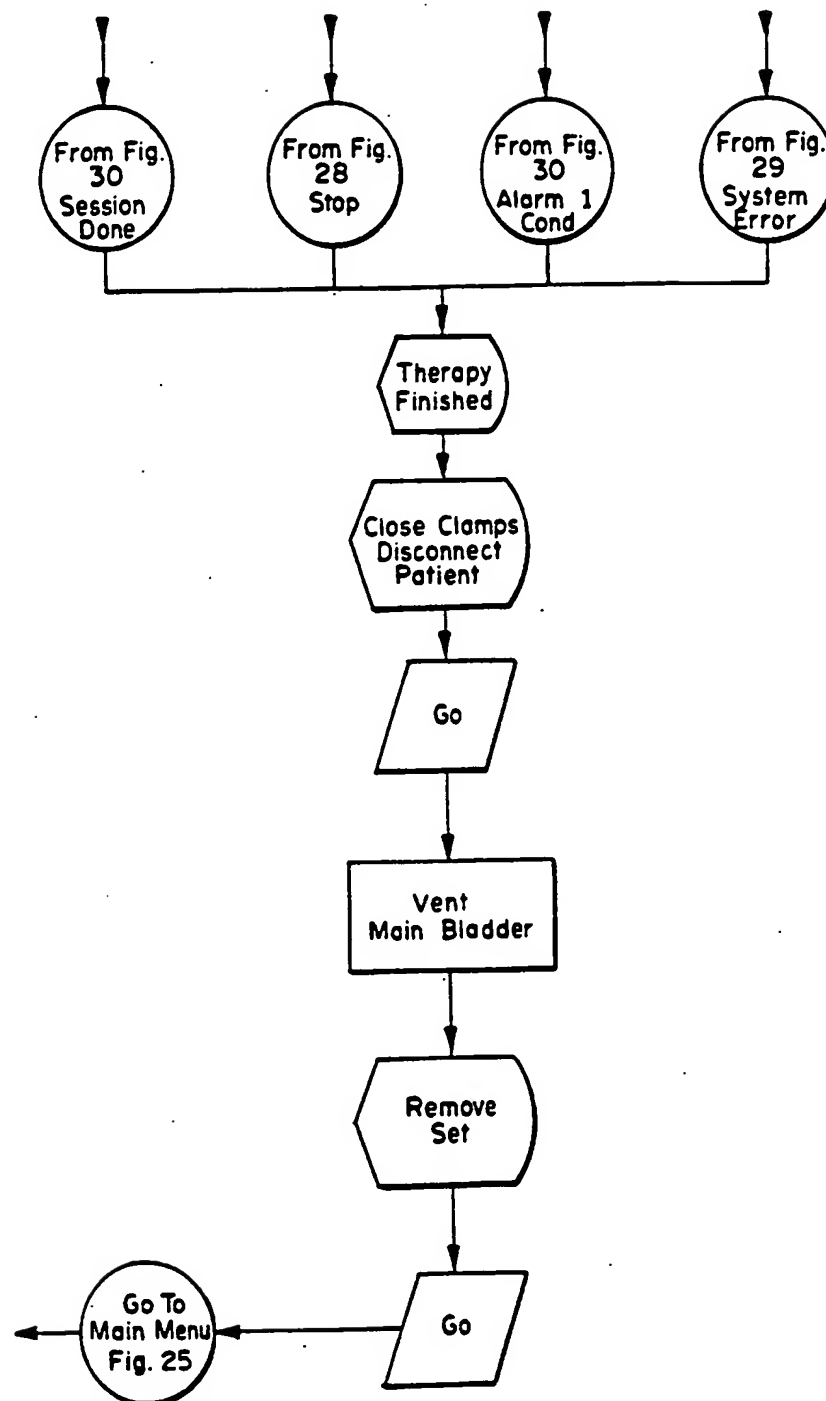 From Fig.
30
Session
Done
From Fig.
28
Stop
From Fig.
30
Alarm 1
Cond
From Fig.
29
System
Error
Therapy
Finished
Close Clamps
Disconnect
Patient
Go
Vent
Main Bladder
Remove
Set
Go
Go To
Main Menu
Fig. 25